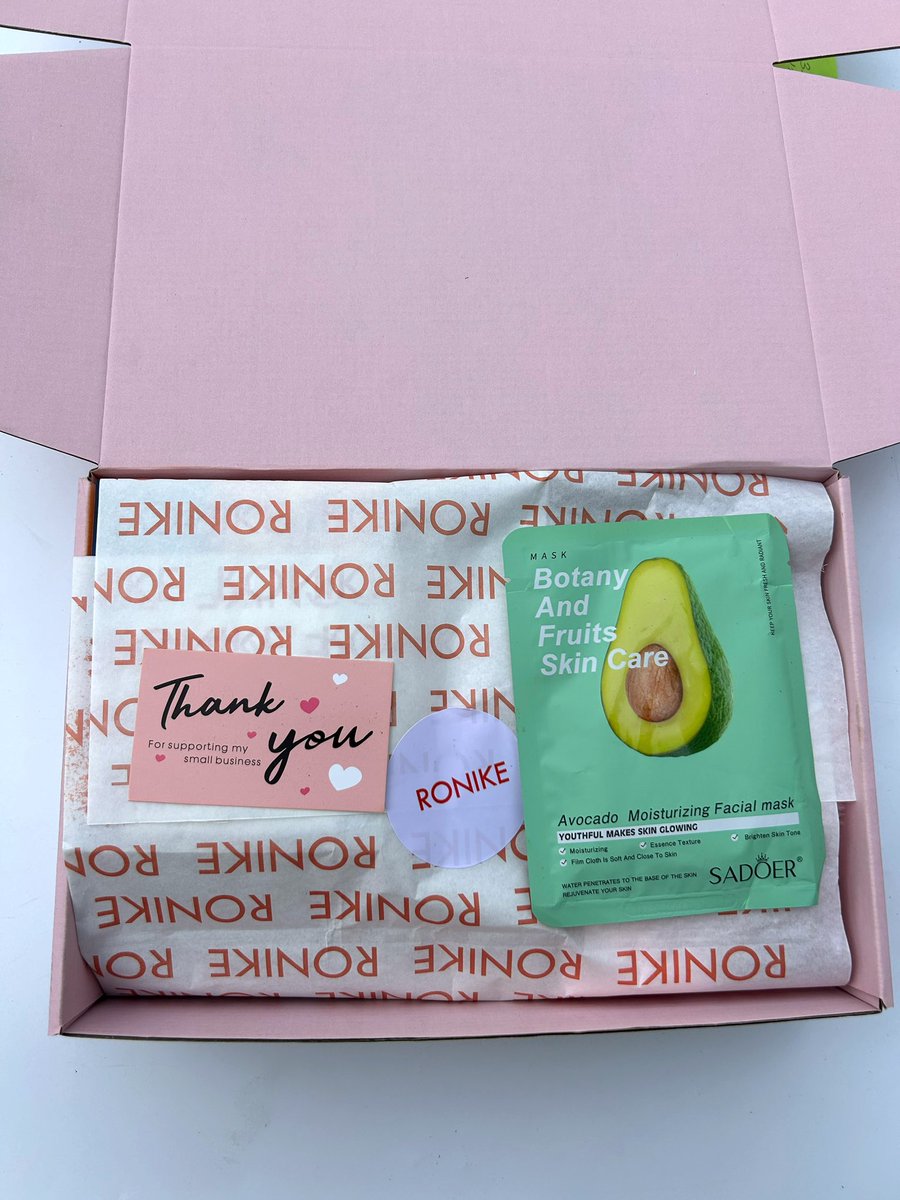 RONIKE RONIKE
RONIKE RONIKE
RONIKE RONIKE
Thank
you
For supporting my
small business
RONIKE
MASK
Botany
And
Fruits
Skin Care
KEEP YOUR SKIN FRESH AND RADIANT
Avocado Moisturizing Facial mask
YOUTHFUL MAKES SKIN GLOWING
Moisturizing Essence Texture Brighten Skin Tone
Film Cloth Is Soft And Close To Skin
WATER PENETRATES TO THE BASE OF THE SKIN
REJUVENATE YOUR SKIN
SADOER®
RONIKE RONIKE
RONIKE RONIKE
RONIKE RONIKE RONIKE